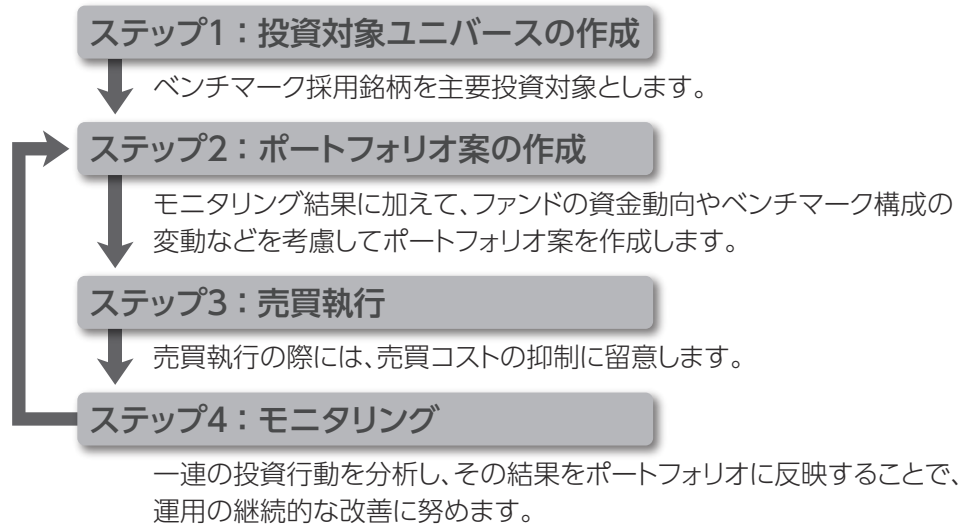 ステップ1：投資対象ユニバースの作成
ベンチマーク採用銘柄を主要投資対象とします。
ステップ2：ポートフォリオ案の作成
モニタリング結果に加えて、ファンドの資金動向やベンチマーク構成の
変動などを考慮してポートフォリオ案を作成します。
ステップ3：売買執行
売買執行の際には、売買コストの抑制に留意します。
ステップ4：モニタリング
一連の投資行動を分析し、その結果をポートフォリオに反映することで、
運用の継続的な改善に努めます。